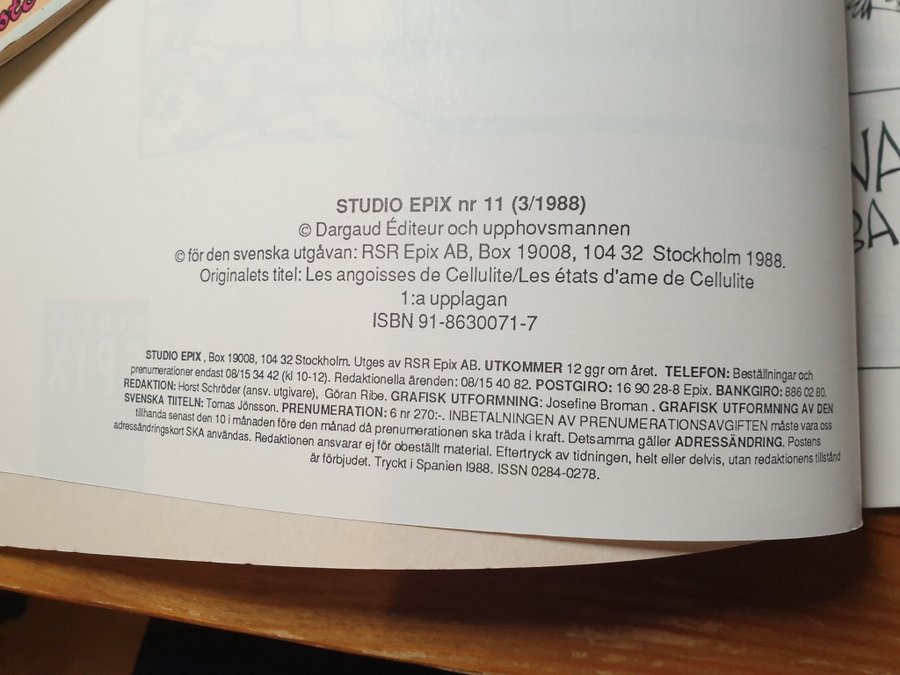 STUDIO EPIX nr 11 (3/1988)
© Dargaud Éditeur och upphovsmannen
© för den svenska utgåvan: RSR Epix AB, Box 19008, 104 32 Stockholm 1988.
Originalets titel: Les angoisses de Cellulite/Les états d'ame de Cellulite
1:a upplagan
ISBN 91-8630071-7
STUDIO EPIX , Box 19008, 104 32 Stockholm. Utges av RSR Epix AB. UTKOMMER 12 ggr om året. TELEFON: Beställningar och
prenumerationer endast 08/15 34 42 (kl 10-12). Redaktionella ärenden: 08/15 40 82. POSTGIRO: 16 90 28-8 Epix. BANKGIRO: 886 02 80.
REDAKTION: Horst Schröder (ansv. utgivare), Göran Ribe. GRAFISK UTFORMNING: Josefine Broman . GRAFISK UTFORMNING AV DEN
SVENSKA TIITELN: Tomas Jönsson. PRENUMERATION: 6 nr 270:-. INBETALNINGEN AV PRENUMERATIONSAVGIFTEN måste vara oss
tillhanda senast den 10 i månaden före den månad då prenumerationen ska träda i kraft. Detsamma gäller ADRESSÄNDRING. Postens
adressändringskort SKA användas. Redaktionen ansvarar ej för obeställt material. Eftertryck av tidningen, helt eller delvis, utan redaktionens tillstånd
är förbjudet. Tryckt i Spanien 1988. ISSN 0284-0278.